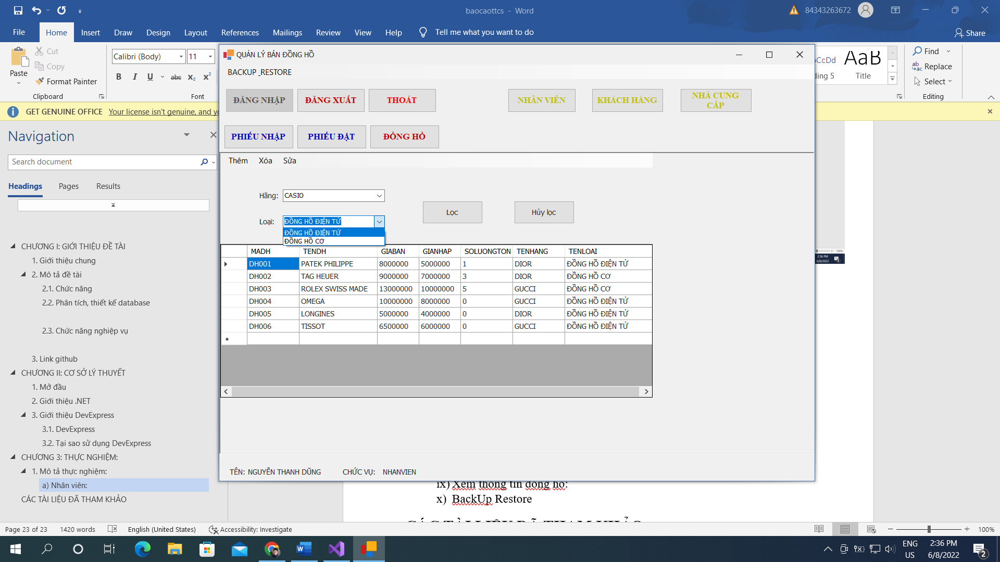 baocaottcs - Word
84343263672
File Home Insert Draw Design Layout References Mailings Review View Help Tell me what you want to do
Share
Paste
Cut
Copy
Format Painter
Clipboard
Calibri (Body) 11
B I U abc x₂ x²
Font
AaB
Title
Find
Replace
Select
Editing
GET GENUINE OFFICE Your license isn't genuine, and
Navigation
Search document
Headings Pages Results
CHƯƠNG I: GIỚI THIỆU ĐỀ TÀI
1. Giới thiệu chung
2. Mô tả đề tài
2.1. Chức năng
2.2. Phân tích, thiết kế database
2.3. Chức năng nghiệp vụ
3. Link github
CHƯƠNG II: CƠ SỞ LÝ THUYẾT
1. Mở đầu
2. Giới thiệu .NET
3. Giới thiệu DevExpress
3.1. DevExpress
3.2. Tại sao sử dụng DevExpress
CHƯƠNG 3: THỰC NGHIỆM:
1. Mô tả thực nghiệm:
a) Nhân viên:
CÁC TÀI LIỆU ĐÃ THAM KHẢO
QUẢN LÝ BÁN ĐỒNG HỒ
BACKUP _RESTORE
ĐĂNG NHẬP ĐĂNG XUẤT THOÁT NHÂN VIÊN KHÁCH HÀNG NHÀ CUNG CẤP
PHIẾU NHẬP PHIẾU ĐẶT ĐỒNG HỒ
Thêm Xóa Sửa
Hãng: CASIO
Lọc Hủy lọc
Loại: ĐỒNG HỒ ĐIỆN TỬ
ĐỒNG HỒ ĐIỆN TỬ
ĐỒNG HỒ CƠ
MADH TENDH GIABAN GIANHAP SOLUONGTON TENHANG TENLOAI
DH001 PATEK PHILIPPE 8000000 5000000 1 DIOR ĐỒNG HỒ ĐIỆN TỬ
DH002 TAG HEUER 9000000 7000000 3 DIOR ĐỒNG HỒ CƠ
DH003 ROLEX SWISS MADE 13000000 10000000 5 GUCCI ĐỒNG HỒ CƠ
DH004 OMEGA 10000000 8000000 0 GUCCI ĐỒNG HỒ ĐIỆN TỬ
DH005 LONGINES 5000000 4000000 0 DIOR ĐỒNG HỒ ĐIỆN TỬ
DH006 TISSOT 6500000 6000000 0 GUCCI ĐỒNG HỒ ĐIỆN TỬ
TÊN: NGUYỄN THANH DŨNG CHỨC VỤ: NHANVIEN
ix) Xem thông tin đồng hồ:
x) BackUp Restore
CÁC TÀI LIỆU ĐÃ THAM KHẢO
Page 23 of 23 1420 words English (United States) Accessibility: Investigate 100%
ENG
US
2:36 PM
6/8/2022
2